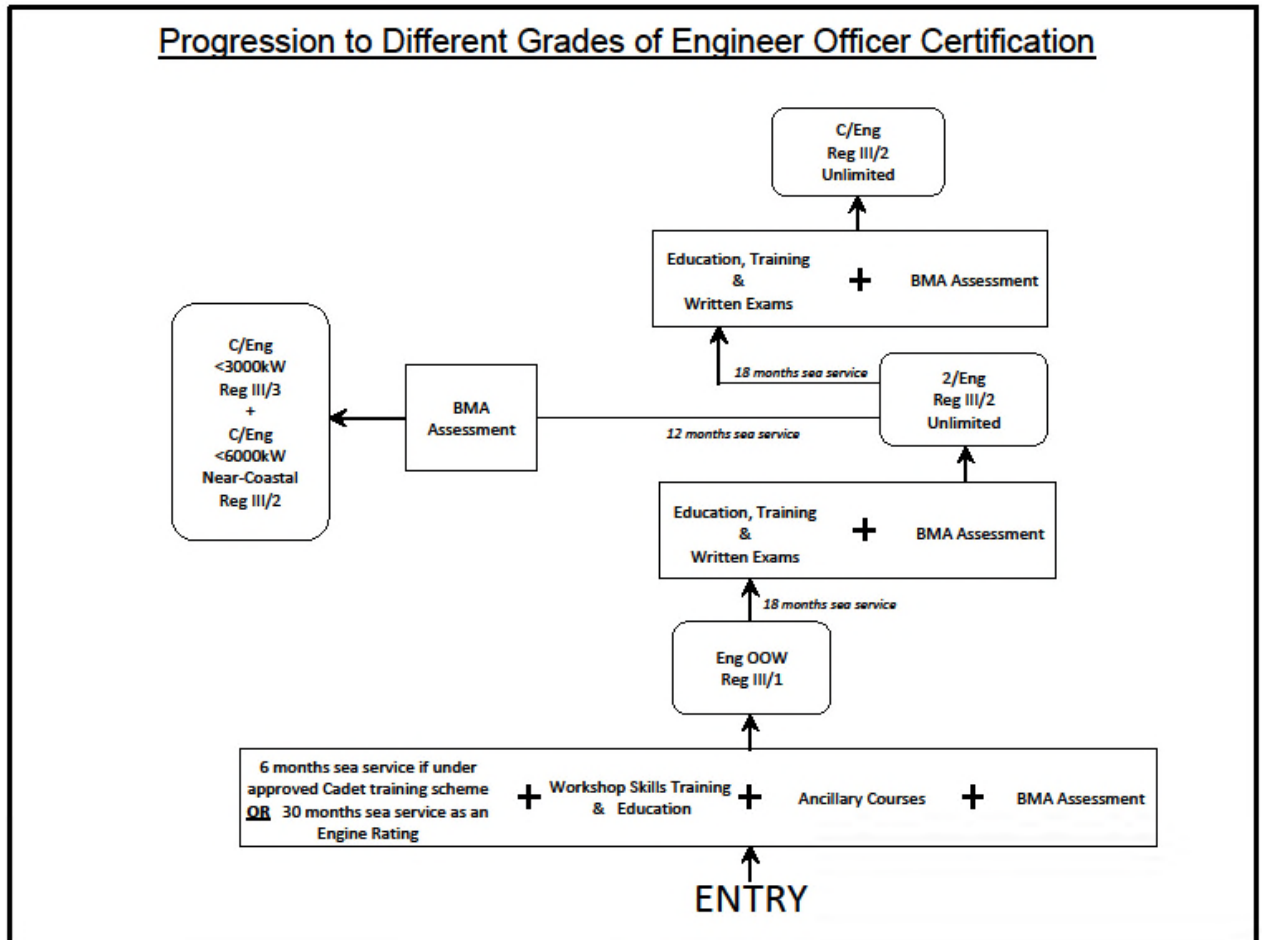 Progression to Different Grades of Engineer Officer Certification
C/Eng
Reg III/2
Unlimited
Education, Training
&
Written Exams
+
BMA Assessment
18 months sea service
2/Eng
Reg III/2
Unlimited
C/Eng
<3000kW
Reg III/3
+
C/Eng
<6000kW
Near-Coastal
Reg III/2
BMA
Assessment
12 months sea service
Education, Training
&
Written Exams
+
BMA Assessment
18 months sea service
Eng OOW
Reg III/1
6 months sea service if under
approved Cadet training scheme
OR 30 months sea service as an
Engine Rating
+
Workshop Skills Training
& Education
+
Ancillary Courses
+
BMA Assessment
ENTRY